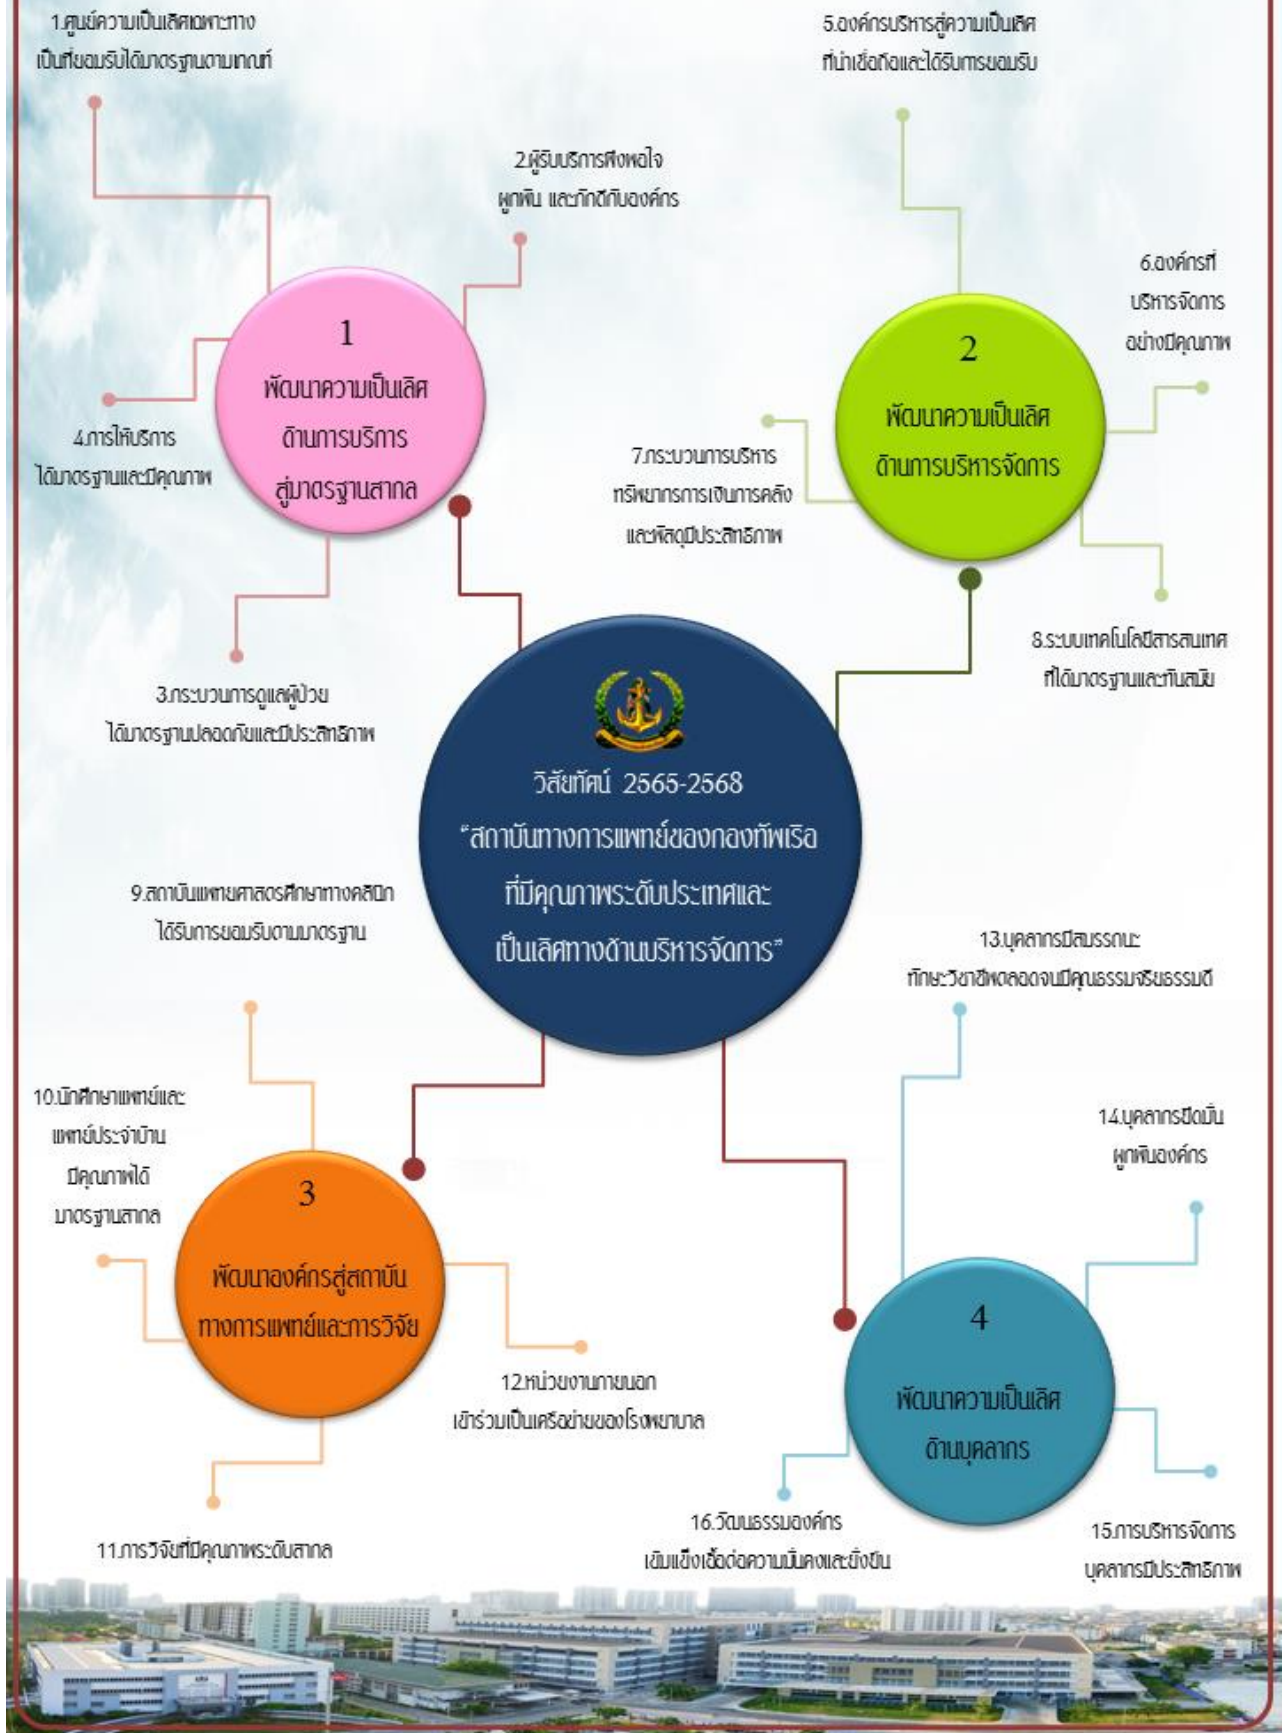 1.ศูนย์ความเป็นเลิศเฉพาะทาง
เป็นที่ยอมรับได้มาตรฐานตามเกณฑ์
5.องค์กรบริหารสู่ความเป็นเลิศ
ที่น่าเชื่อถือและได้รับการยอมรับ
2.ผู้รับบริการพึงพอใจ
ผูกพัน และภักดีกับองค์กร
6.องค์กรที่
บริหารจัดการ
อย่างมีคุณภาพ
1
พัฒนาความเป็นเลิศ
ด้านการบริการ
สู่มาตรฐานสากล
2
พัฒนาความเป็นเลิศ
ด้านการบริหารจัดการ
4.การให้บริการ
ได้มาตรฐานและมีคุณภาพ
7.กระบวนการบริหาร
ทรัพยากรการเงินการคลัง
และพัสดุมีประสิทธิภาพ
3.กระบวนการดูแลผู้ป่วย
ได้มาตรฐานปลอดภัยและมีประสิทธิภาพ
8.ระบบเทคโนโลยีสารสนเทศ
ที่ได้มาตรฐานและทันสมัย
วิสัยทัศน์ 2565-2568
"สถาบันทางการแพทย์ของกองทัพเรือ
ที่มีคุณภาพระดับประเทศและ
เป็นเลิศทางด้านบริหารจัดการ"
9.สถาบันแพทยศาสตรศึกษาทางคลินิก
ได้รับการยอมรับตามมาตรฐาน
13.บุคลากรมีสมรรถนะ
ทักษะวิชาชีพตลอดจนมีคุณธรรมจริยธรรมดี
10.นักศึกษาแพทย์และ
แพทย์ประจำบ้าน
มีคุณภาพได้
มาตรฐานสากล
14.บุคลากรยึดมั่น
ผูกพันองค์กร
3
พัฒนาองค์กรสู่สถาบัน
ทางการแพทย์และการวิจัย
4
พัฒนาความเป็นเลิศ
ด้านบุคลากร
12.หน่วยงานภายนอก
เข้าร่วมเป็นเครือข่ายของโรงพยาบาล
11.การวิจัยที่มีคุณภาพระดับสากล
16.วัฒนธรรมองค์กร
เข้มแข็งเอื้อต่อความมั่นคงและยั่งยืน
15.การบริหารจัดการ
บุคลากรมีประสิทธิภาพ